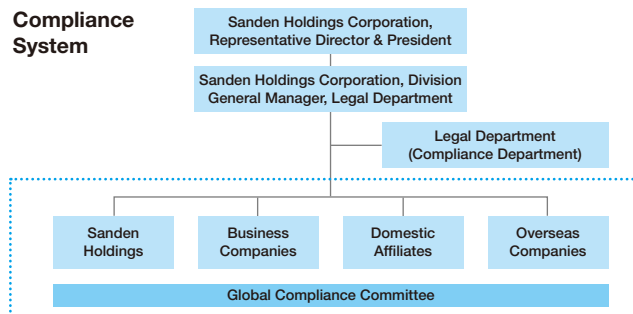 Compliance
System
Sanden Holdings Corporation,
Representative Director & President
Sanden Holdings Corporation, Division
General Manager, Legal Department
Legal Department
(Compliance Department)
Sanden
Holdings
Business
Companies
Domestic
Affiliates
Overseas
Companies
Global Compliance Committee